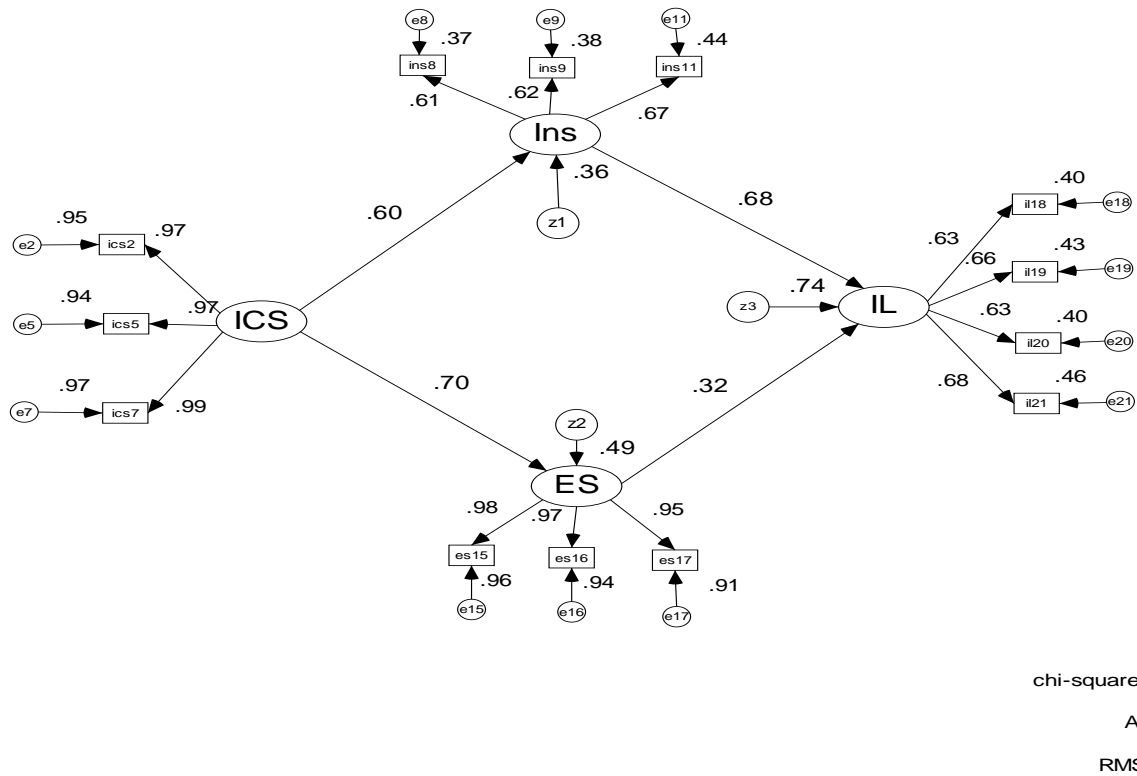 e8
e9
e11
.37
.38
.44
ins8
ins9
ins11
.61
.62
.67
Ins
.36
z1
.60
.68
.40
il18
e18
.63
.66
.43
il19
e19
.95
.97
e2
ics2
.94
.97
e5
ics5
ICS
.74
z3
IL
.63
.40
il20
e20
.97
.99
e7
ics7
.70
.32
.68
.46
il21
e21
z2
.49
ES
.98
.97
.95
es15
es16
es17
.96
.94
.91
e15
e16
e17
chi-square
A
RMS